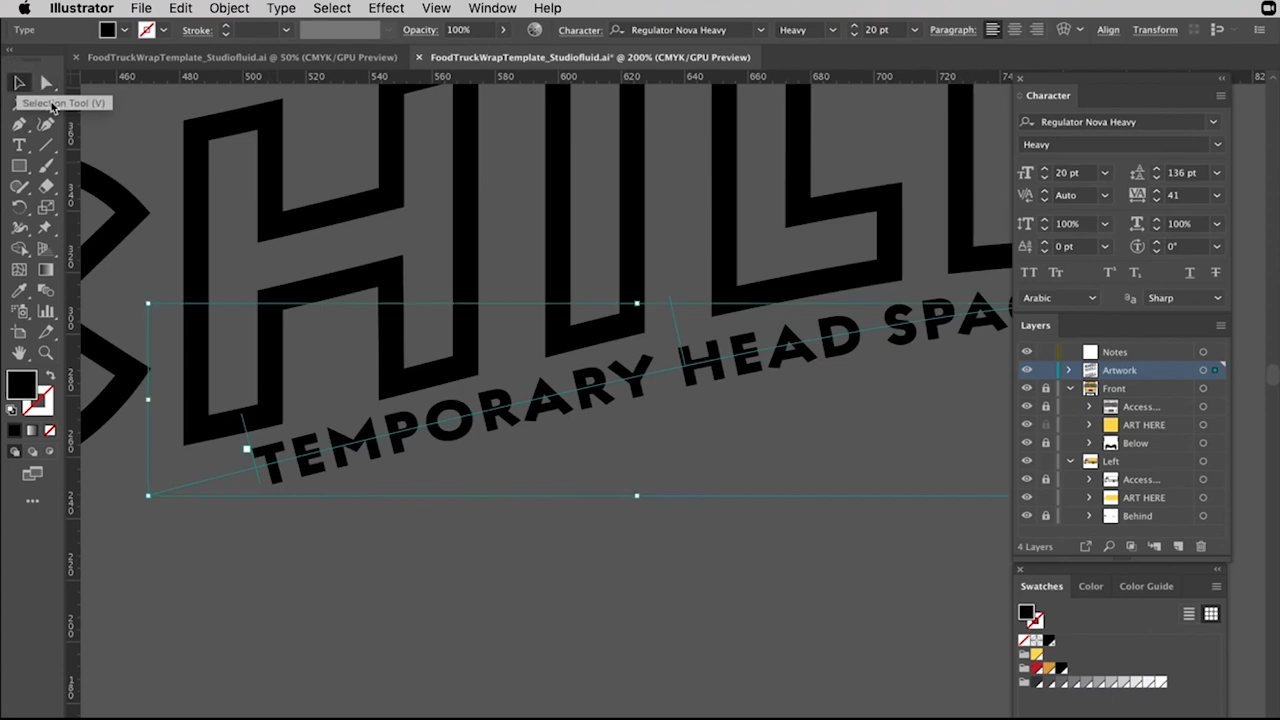 Illustrator File Edit Object Type Select Effect View Window Help
Type Stroke: Opacity: 100% Character: Regulator Nova Heavy Heavy 20 pt Paragraph: Align Transform
FoodTruckWrapTemplate_Studiofluid.ai @ 50% (CMYK/GPU Preview) FoodTruckWrapTemplate_Studiofluid.ai* @ 200% (CMYK/GPU Preview)
460 480 500 520 540 560 580 600 620 640 660 680 700 720 74 82
Selection Tool (V)
HILL
TEMPORARY HEAD SPAC
Character
Regulator Nova Heavy
Heavy
20 pt 136 pt
Auto 41
100% 100%
0 pt 0°
Arabic Sharp
Layers
Notes
Artwork
Front
Access...
ART HERE
Below
Left
Access...
ART HERE
Behind
4 Layers
Swatches Color Color Guide